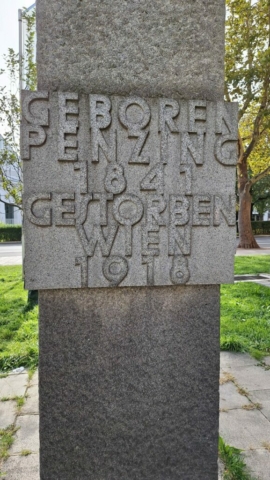 GEBOREN
PENZING
1841
GESTORBEN
WIEN
1918